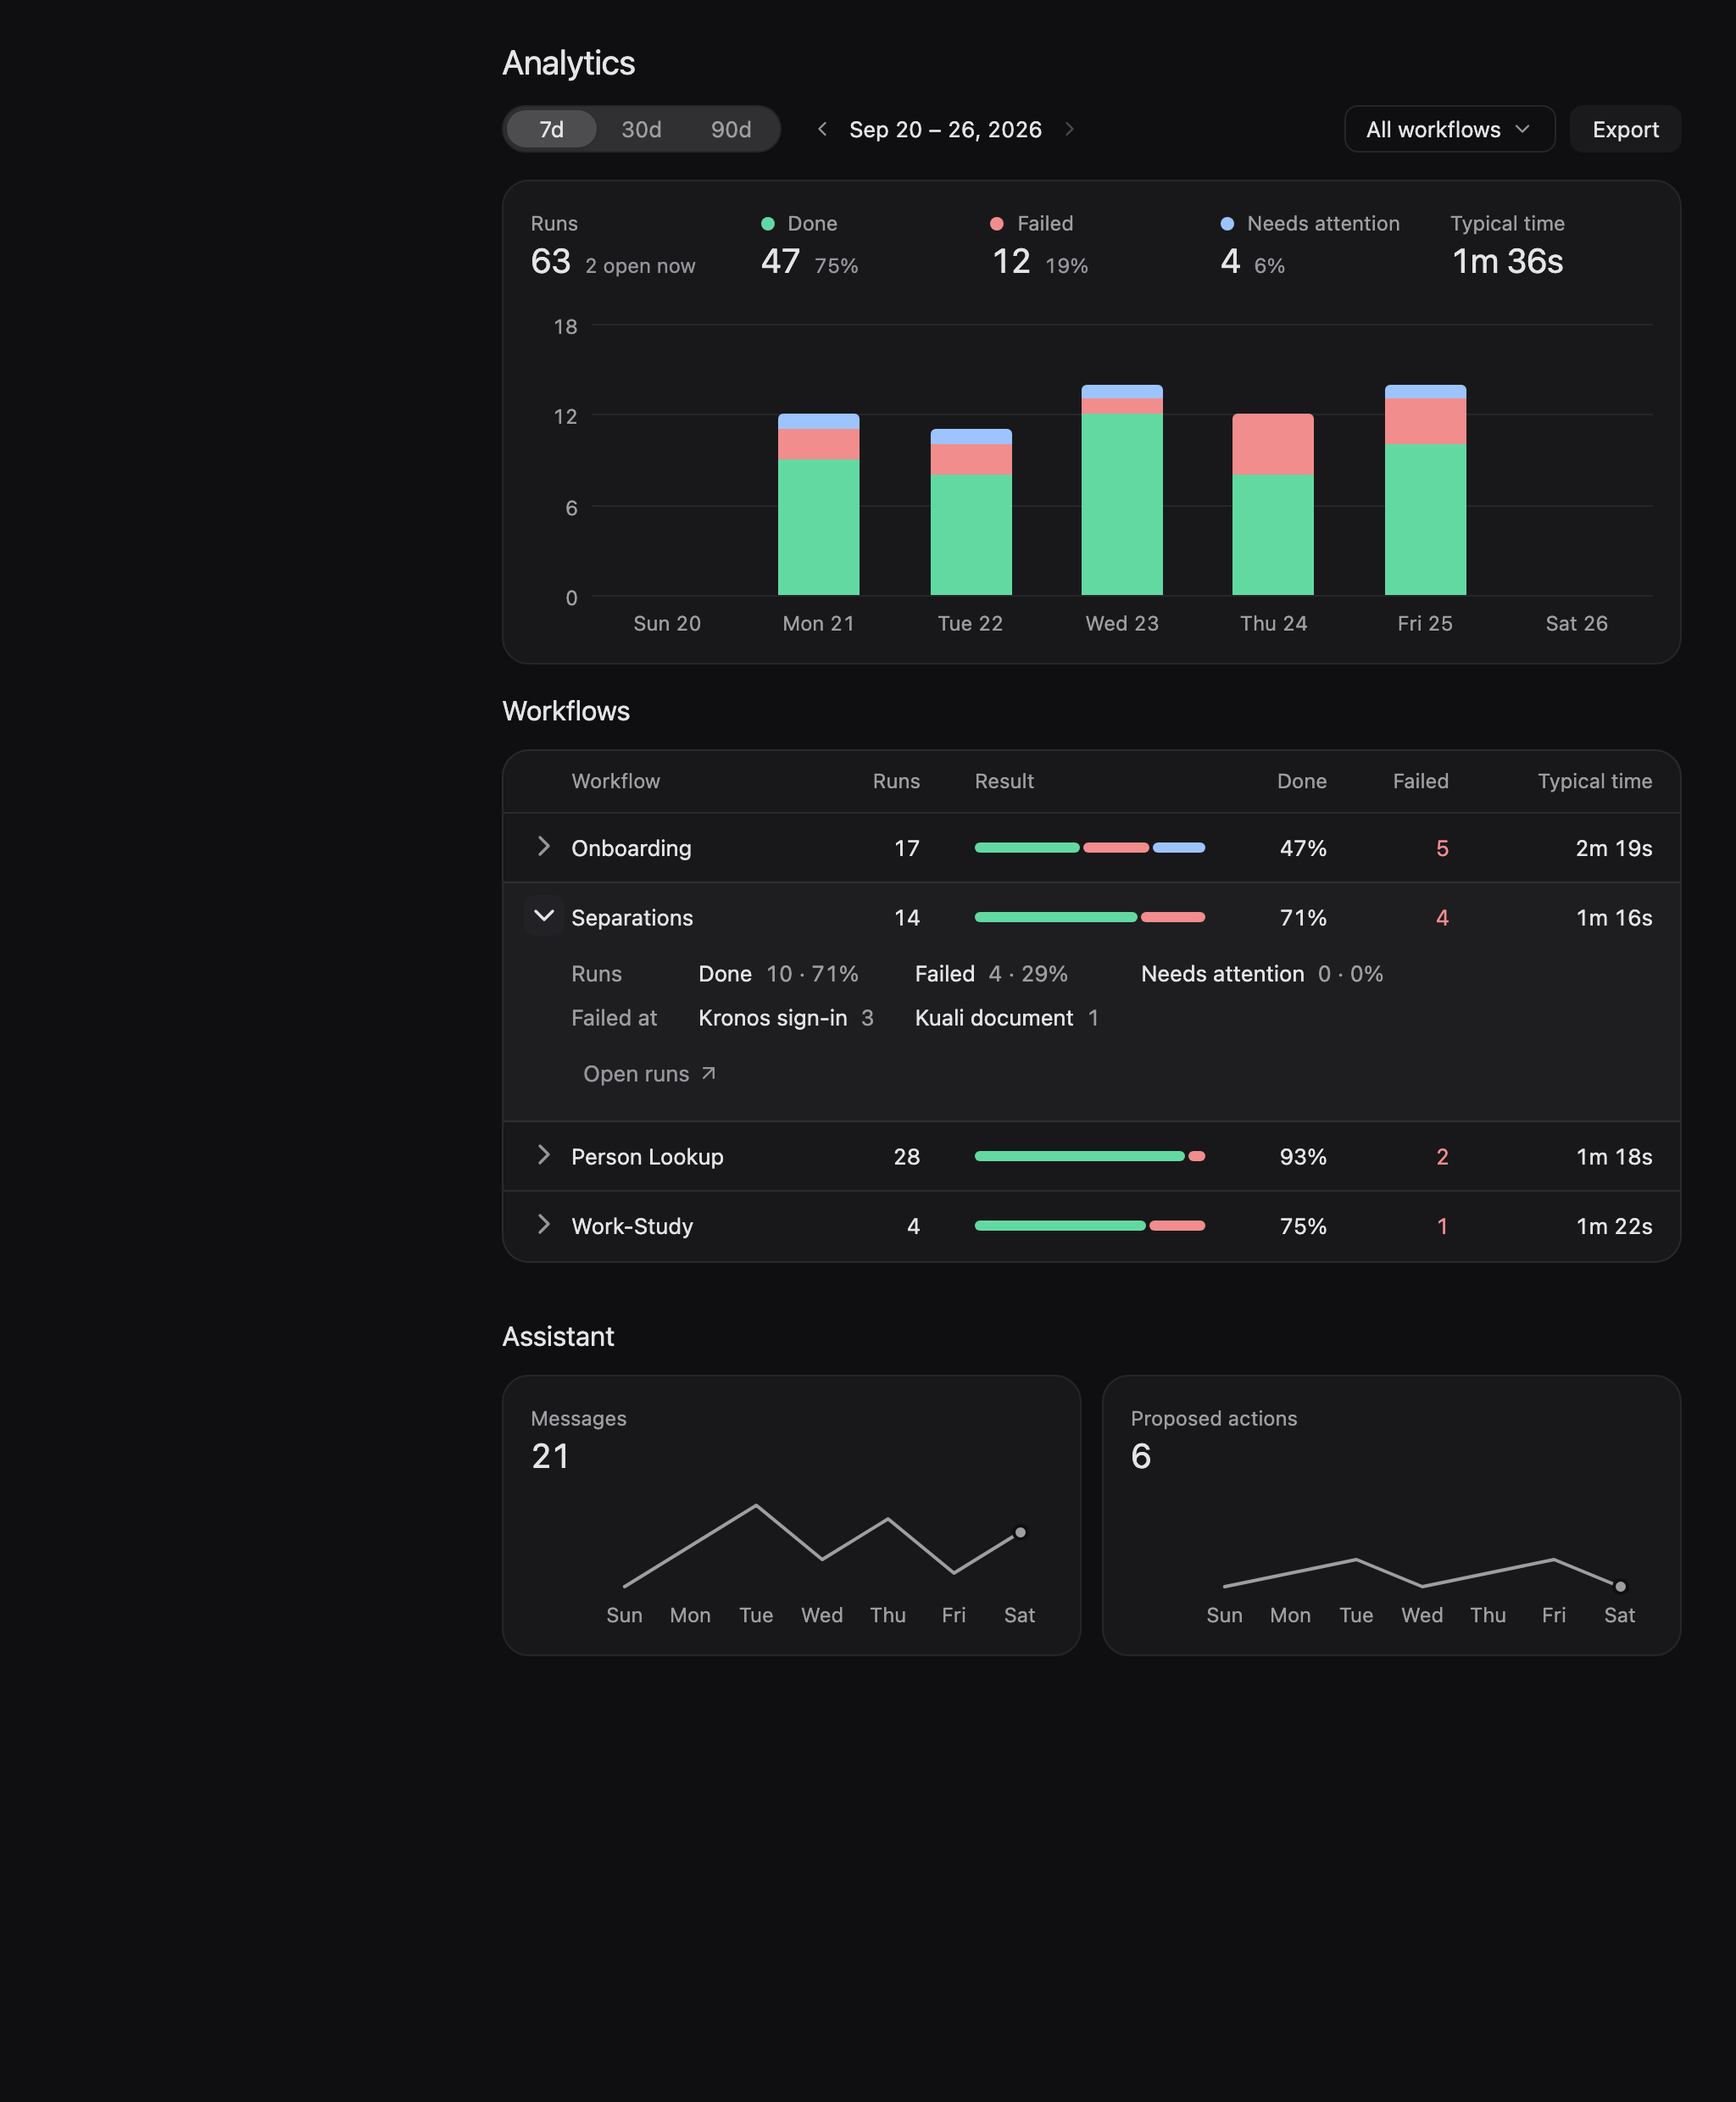 Analytics
7d 30d 90d Sep 20 – 26, 2026 All workflows Export
Runs Done Failed Needs attention Typical time
63 2 open now 47 75% 12 19% 4 6% 1m 36s
18
12
6
0
Sun 20 Mon 21 Tue 22 Wed 23 Thu 24 Fri 25 Sat 26
Workflows
Workflow Runs Result Done Failed Typical time
Onboarding 17 47% 5 2m 19s
Separations 14 71% 4 1m 16s
Runs Done 10 · 71% Failed 4 · 29% Needs attention 0 · 0%
Failed at Kronos sign-in 3 Kuali document 1
Open runs
Person Lookup 28 93% 2 1m 18s
Work-Study 4 75% 1 1m 22s
Assistant
Messages
21
Sun Mon Tue Wed Thu Fri Sat
Proposed actions
6
Sun Mon Tue Wed Thu Fri Sat